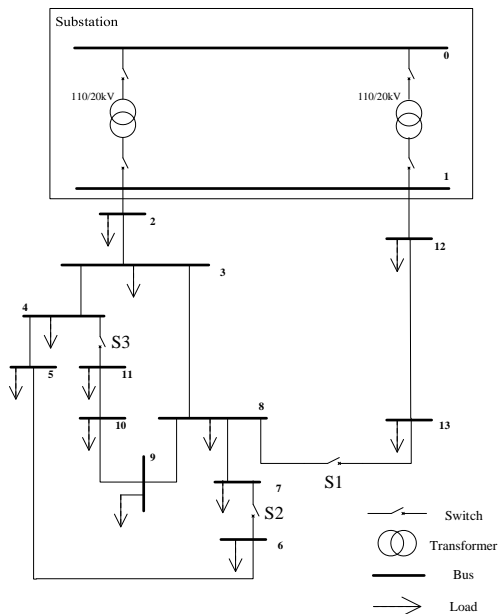 Substation
0
110/20kV
110/20kV
1
2
12
3
4
S3
5
11
10
8
13
9
S1
7
S2
6
Switch
Transformer
Bus
Load